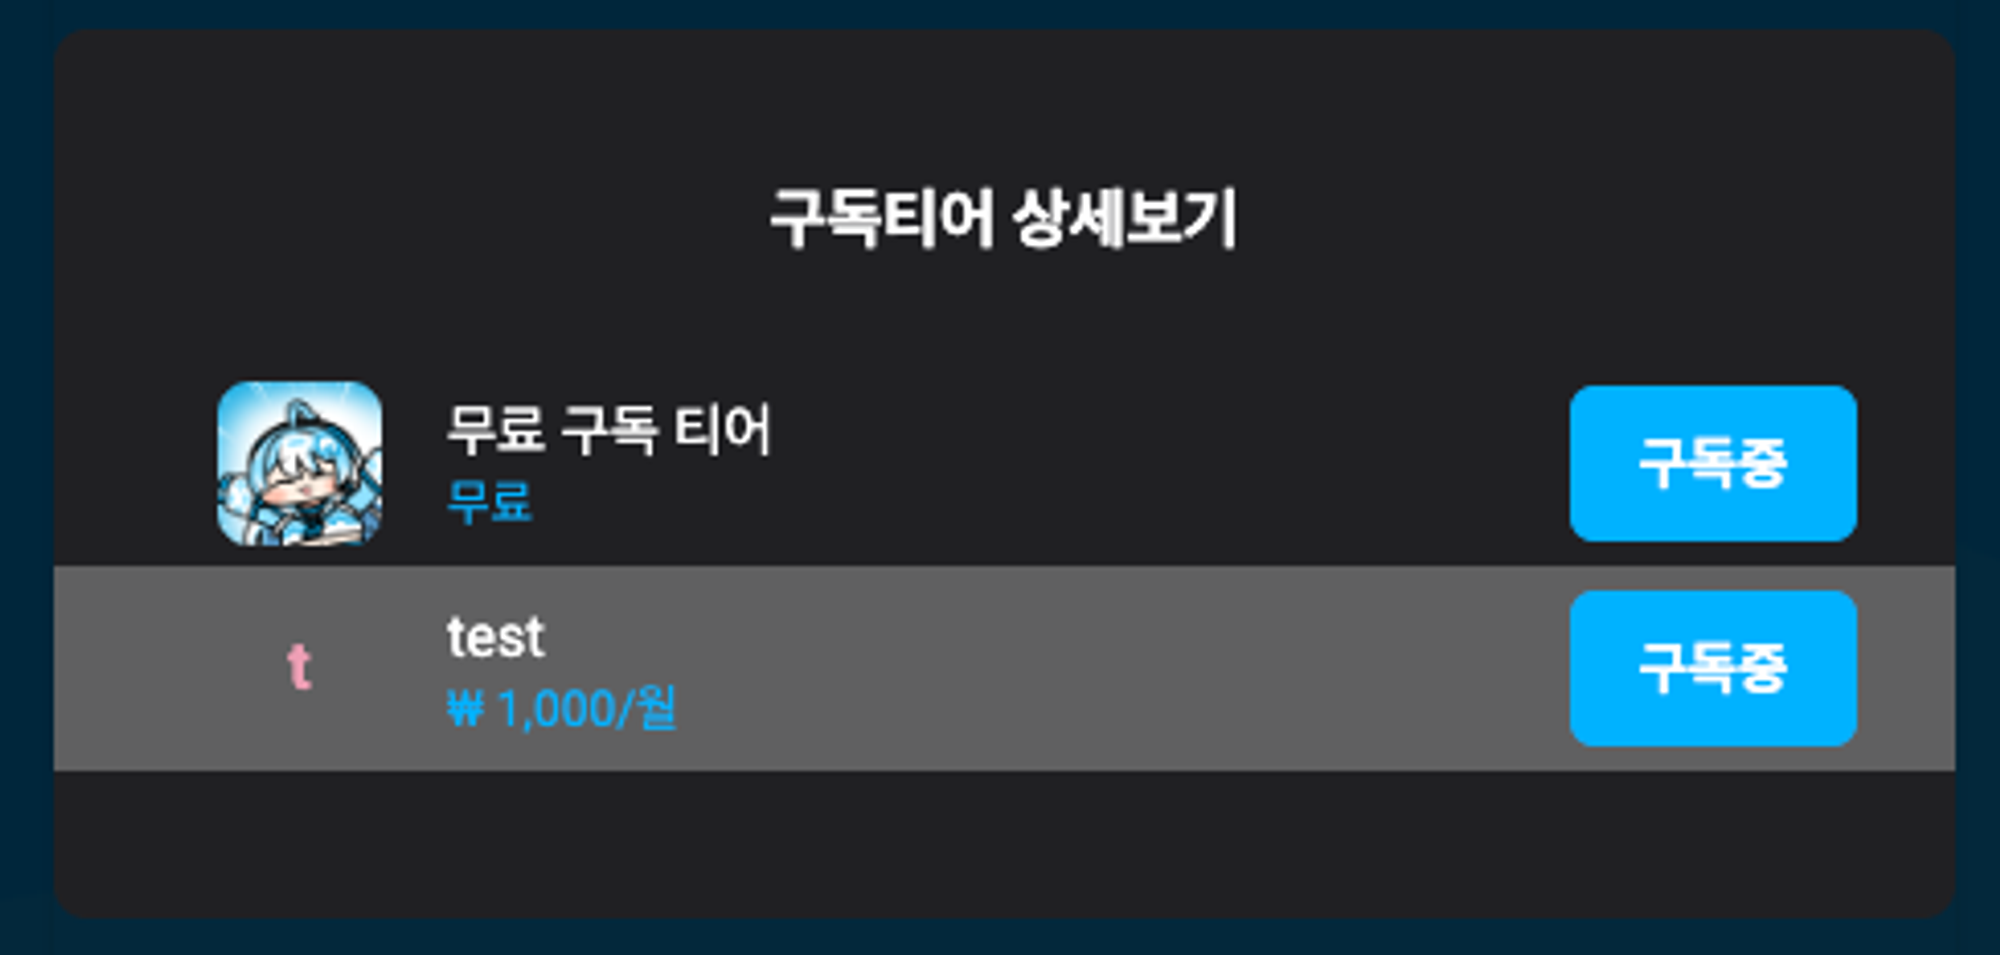 구독티어 상세보기
무료 구독 티어
무료
구독중
t
test
₩ 1,000/월
구독중